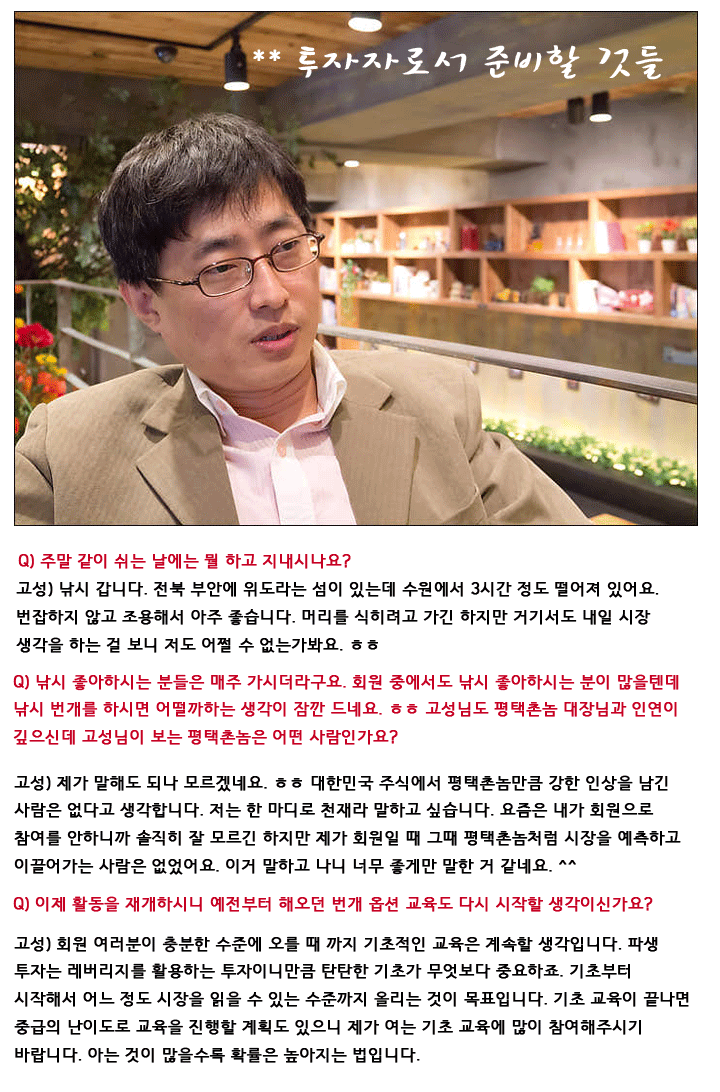 ** 투자자로서 준비할 것들
Q) 주말 같이 쉬는 날에는 뭘 하고 지내시나요?
고성) 낚시 갑니다. 전북 부안에 위도라는 섬이 있는데 수원에서 3시간 정도 떨어져 있어요.
번잡하지 않고 조용해서 아주 좋습니다. 머리를 식히려고 가긴 하지만 거기서도 내일 시장
생각을 하는 걸 보니 저도 어쩔 수 없는가봐요. ㅎㅎ
Q) 낚시 좋아하시는 분들은 매주 가시더라구요. 회원 중에서도 낚시 좋아하시는 분이 많을텐데
낚시 번개를 하시면 어떨까하는 생각이 잠깐 드네요. ㅎㅎ 고성님도 평택촌놈 대장님과 인연이
깊으신데 고성님이 보는 평택촌놈은 어떤 사람인가요?
고성) 제가 말해도 되나 모르겠네요. ㅎㅎ 대한민국 주식에서 평택촌놈만큼 강한 인상을 남긴
사람은 없다고 생각합니다. 저는 한 마디로 천재라 말하고 싶습니다. 요즘은 내가 회원으로
참여를 안하니까 솔직히 잘 모르긴 하지만 제가 회원일 때 그때 평택촌놈처럼 시장을 예측하고
이끌어가는 사람은 없었어요. 이거 말하고 나니 너무 좋게만 말한 거 같네요. ^^
Q) 이제 활동을 재개하시니 예전부터 해오던 번개 옵션 교육도 다시 시작할 생각이신가요?
고성) 회원 여러분이 충분한 수준에 오를 때 까지 기초적인 교육은 계속할 생각입니다. 파생
투자는 레버리지를 활용하는 투자이니만큼 탄탄한 기초가 무엇보다 중요하죠. 기초부터
시작해서 어느 정도 시장을 읽을 수 있는 수준까지 올리는 것이 목표입니다. 기초 교육이 끝나면
중급의 난이도로 교육을 진행할 계획도 있으니 제가 여는 기초 교육에 많이 참여해주시기
바랍니다. 아는 것이 많을수록 확률은 높아지는 법입니다.